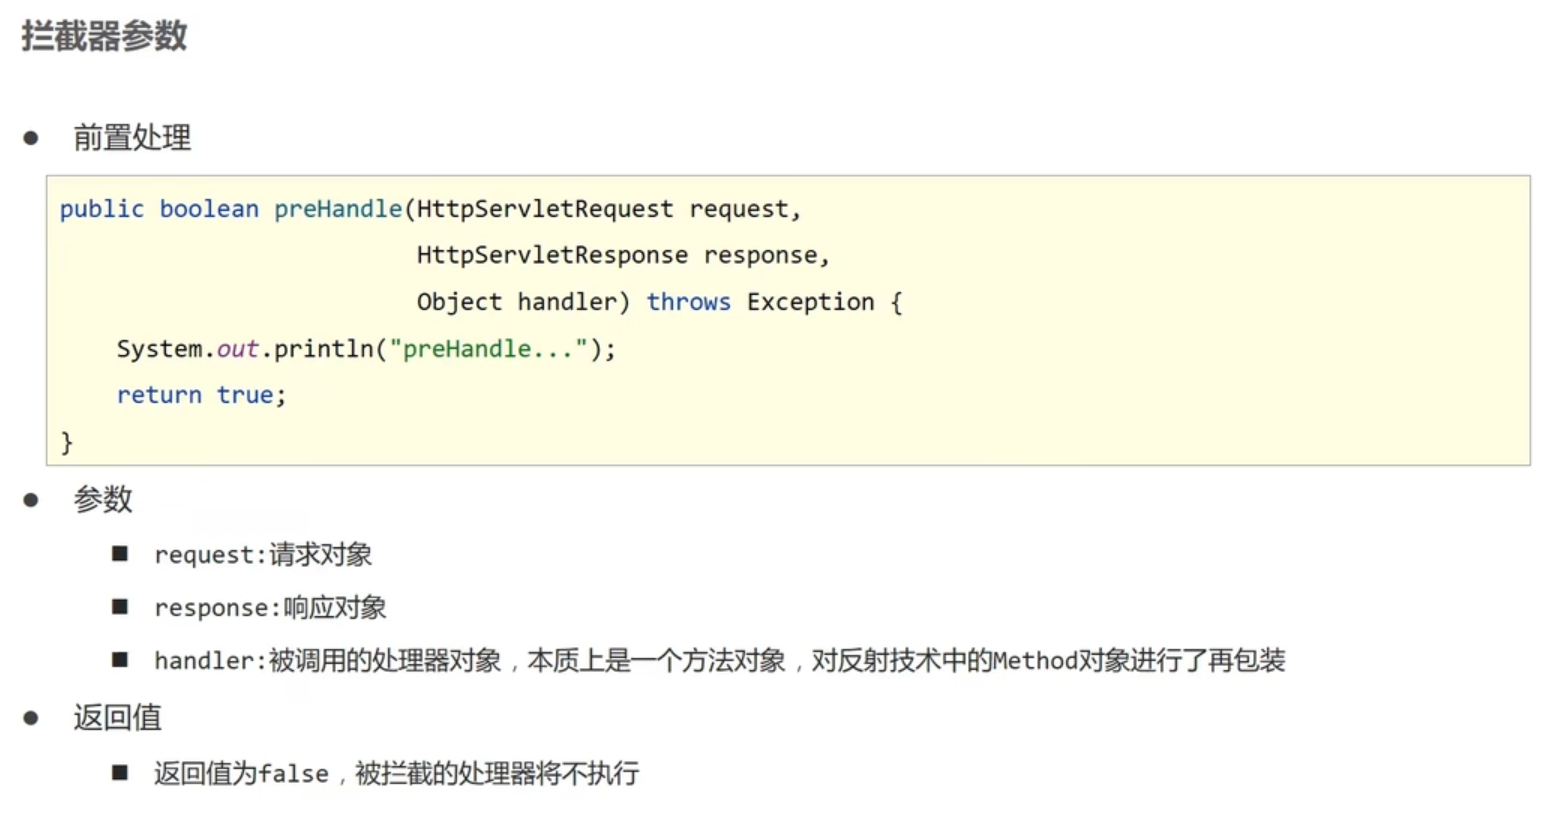 拦截器参数
● 前置处理
public boolean preHandle(HttpServletRequest request,
HttpServletResponse response,
Object handler) throws Exception {
System.out.println("preHandle...");
return true;
}
● 参数
■ request:请求对象
■ response:响应对象
■ handler:被调用的处理器对象，本质上是一个方法对象，对反射技术中的Method对象进行了再包装
● 返回值
■ 返回值为false，被拦截的处理器将不执行